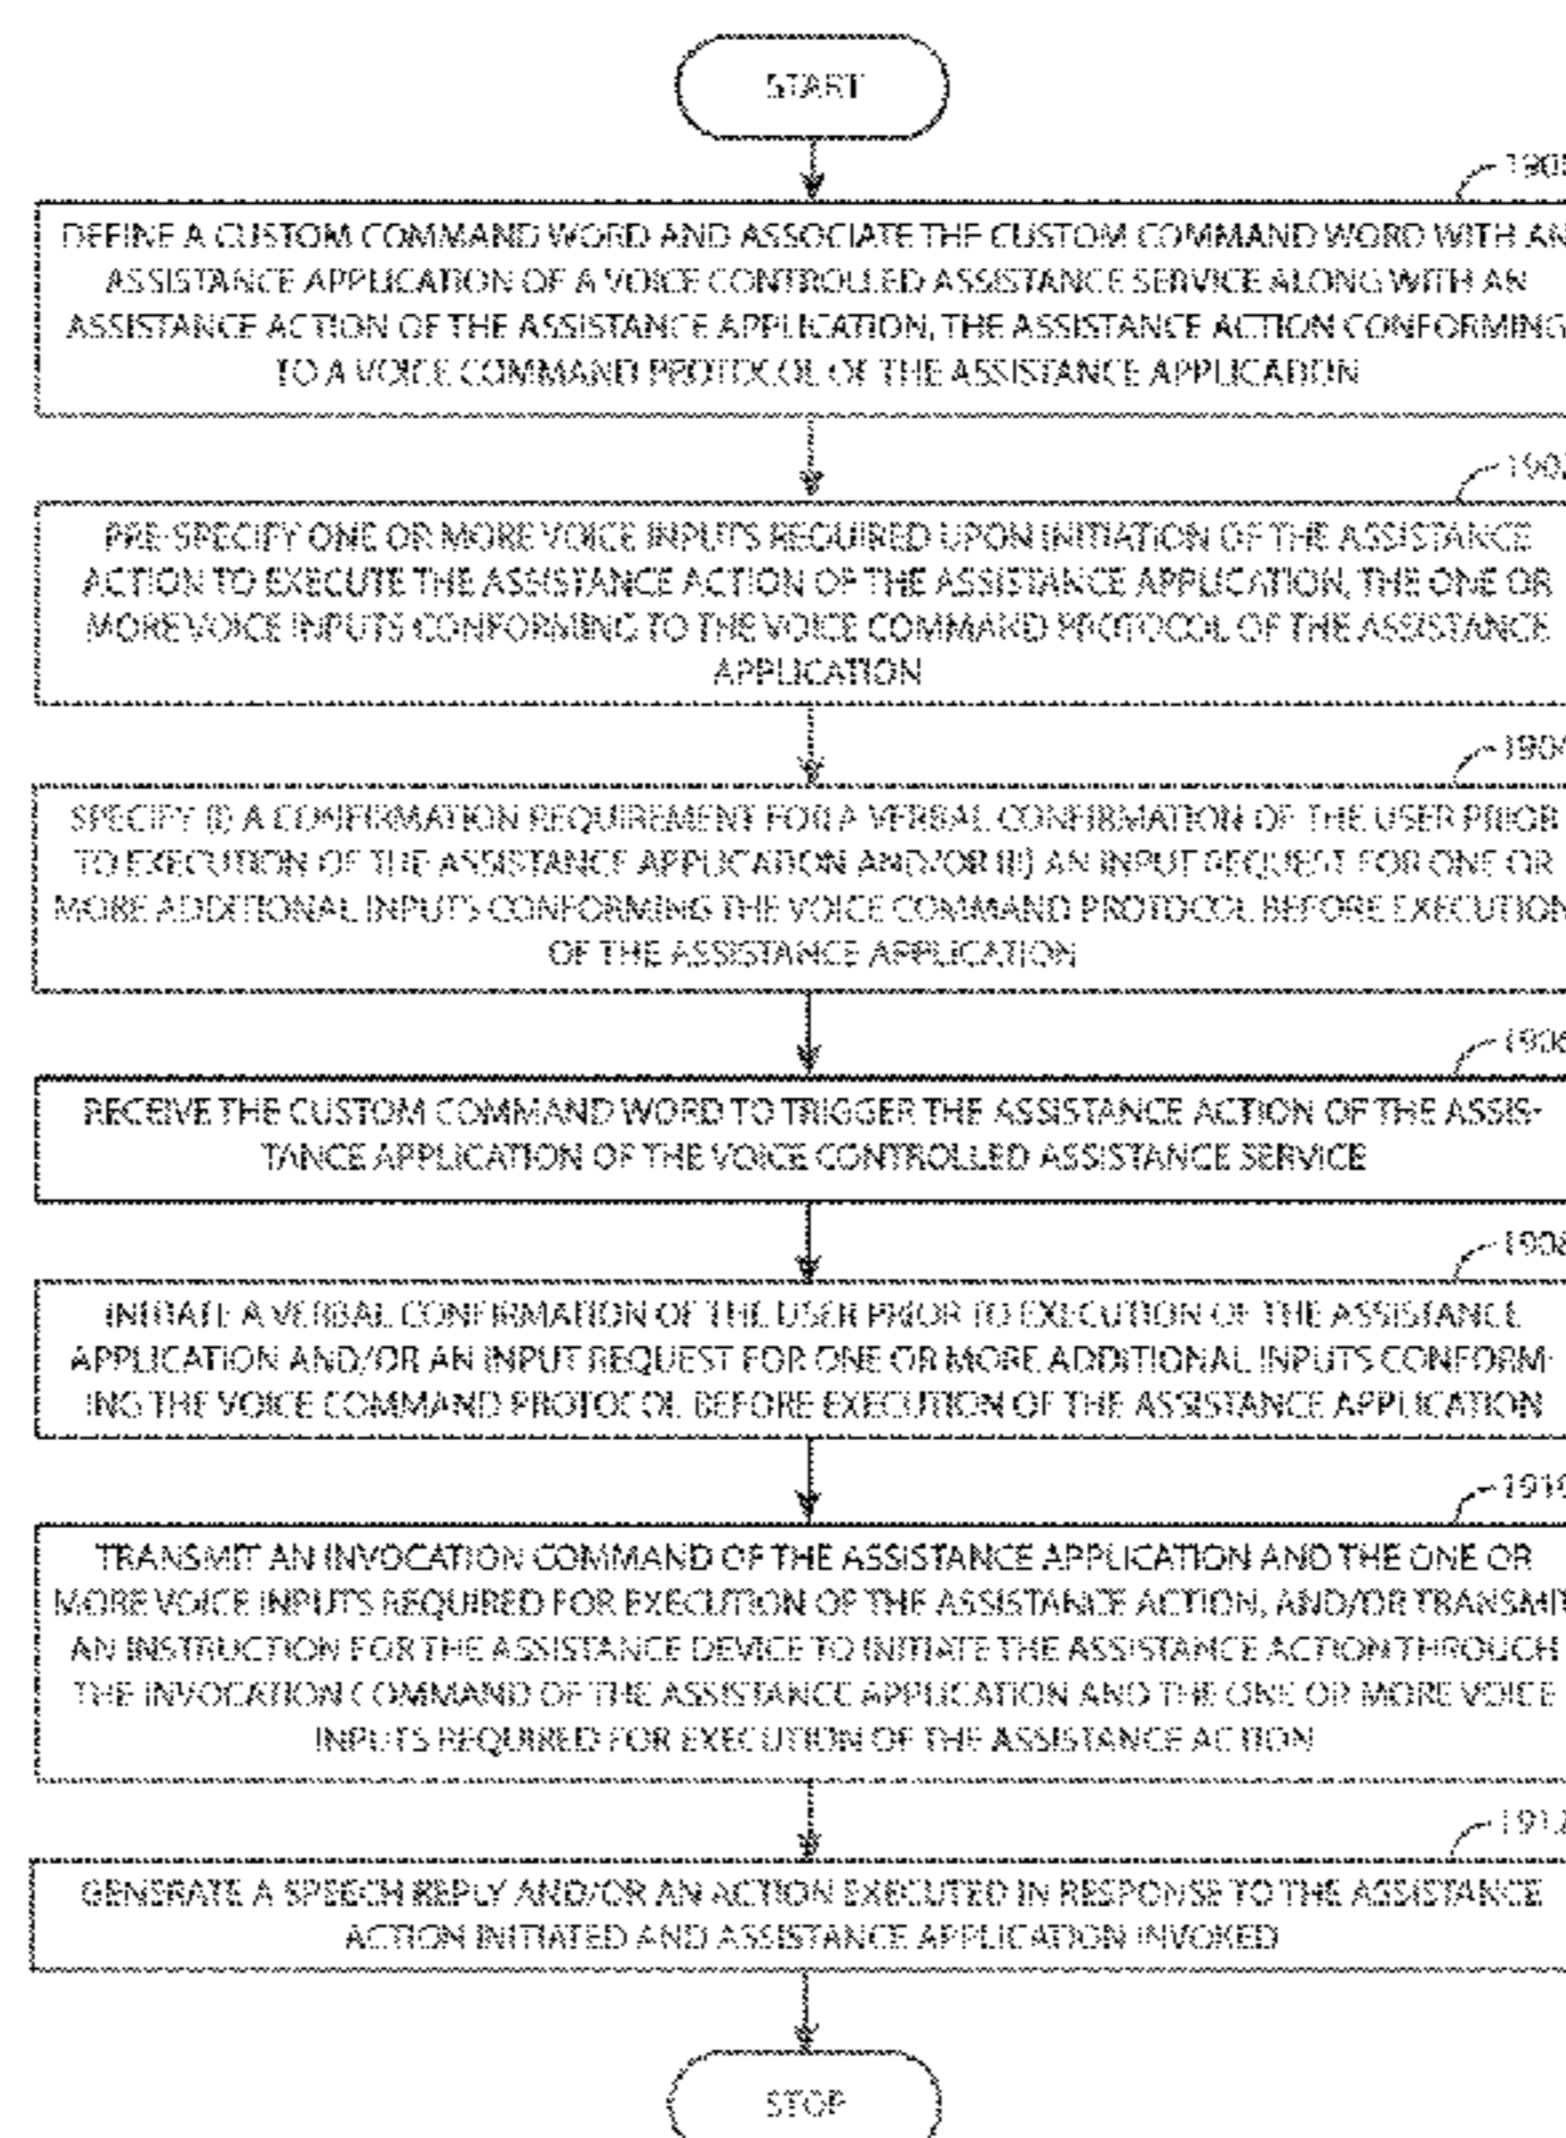 START
DEFINE A CUSTOM COMMAND WORD AND ASSOCIATE THE CUSTOM COMMAND WORD WITH AN
ASSISTANCE APPLICATION OF A VOICE CONTROLLED ASSISTANCE SERVICE ALONG WITH AN
ASSISTANCE ACTION OF THE ASSISTANCE APPLICATION, THE ASSISTANCE ACTION CONFORMING
TO A VOICE COMMAND PROTOCOL OF THE ASSISTANCE APPLICATION
PRE-SPECIFY ONE OR MORE VOICE INPUTS REQUIRED UPON INITIATION OF THE ASSISTANCE
ACTION TO EXECUTE THE ASSISTANCE ACTION OF THE ASSISTANCE APPLICATION, THE ONE OR
MORE VOICE INPUTS CONFORMING TO THE VOICE COMMAND PROTOCOL OF THE ASSISTANCE
APPLICATION
1904
SPECIFY (I) A CONFIRMATION REQUIREMENT FOR A VERBAL CONFIRMATION OF THE USER PRIOR
TO EXECUTION OF THE ASSISTANCE APPLICATION AND/OR (II) AN INPUT REQUEST FOR ONE OR
MORE ADDITIONAL INPUTS CONFORMING THE VOICE COMMAND PROTOCOL BEFORE EXECUTION
OF THE ASSISTANCE APPLICATION
1906
RECEIVE THE CUSTOM COMMAND WORD TO TRIGGER THE ASSISTANCE ACTION OF THE ASSIS-
TANCE APPLICATION OF THE VOICE CONTROLLED ASSISTANCE SERVICE
1908
INITIATE A VERBAL CONFIRMATION OF THE USER PRIOR TO EXECUTION OF THE ASSISTANCE
APPLICATION AND/OR AN INPUT REQUEST FOR ONE OR MORE ADDITIONAL INPUTS CONFORM-
ING THE VOICE COMMAND PROTOCOL BEFORE EXECUTION OF THE ASSISTANCE APPLICATION
1910
TRANSMIT AN INVOCATION COMMAND OF THE ASSISTANCE APPLICATION AND THE ONE OR
MORE VOICE INPUTS REQUIRED FOR EXECUTION OF THE ASSISTANCE ACTION, AND/OR TRANSMIT
AN INSTRUCTION FOR THE ASSISTANCE DEVICE TO INITIATE THE ASSISTANCE ACTION THROUGH
THE INVOCATION COMMAND OF THE ASSISTANCE APPLICATION AND THE ONE OR MORE VOICE
INPUTS REQUIRED FOR EXECUTION OF THE ASSISTANCE ACTION
1912
GENERATE A SPEECH REPLY AND/OR AN ACTION EXECUTED IN RESPONSE TO THE ASSISTANCE
ACTION INITIATED AND ASSISTANCE APPLICATION INVOKED
STOP